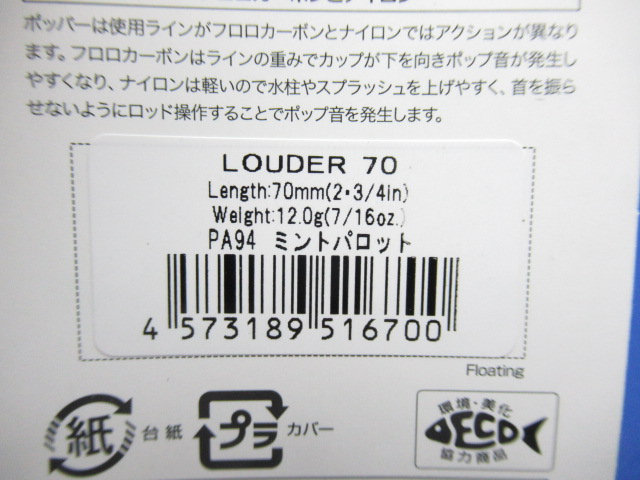 ポッパーは使用ラインがフロロカーボンとナイロンではアクションが異なり
ます。フロロカーボンはラインの重みでカップが下を向きポップ音が発生し
やすくなり、ナイロンは軽いので水柱やスプラッシュを上げやすく、首を振ら
せないようにロッド操作することでポップ音を発生します。
LOUDER 70
Length:70mm(2・3/4in)
Weight:12.0g(7/16oz.)
PA94 ミントパロット
4 573189 516700
Floating
紙 台紙
プラ カバー
環境・美化
ECO
協力商品